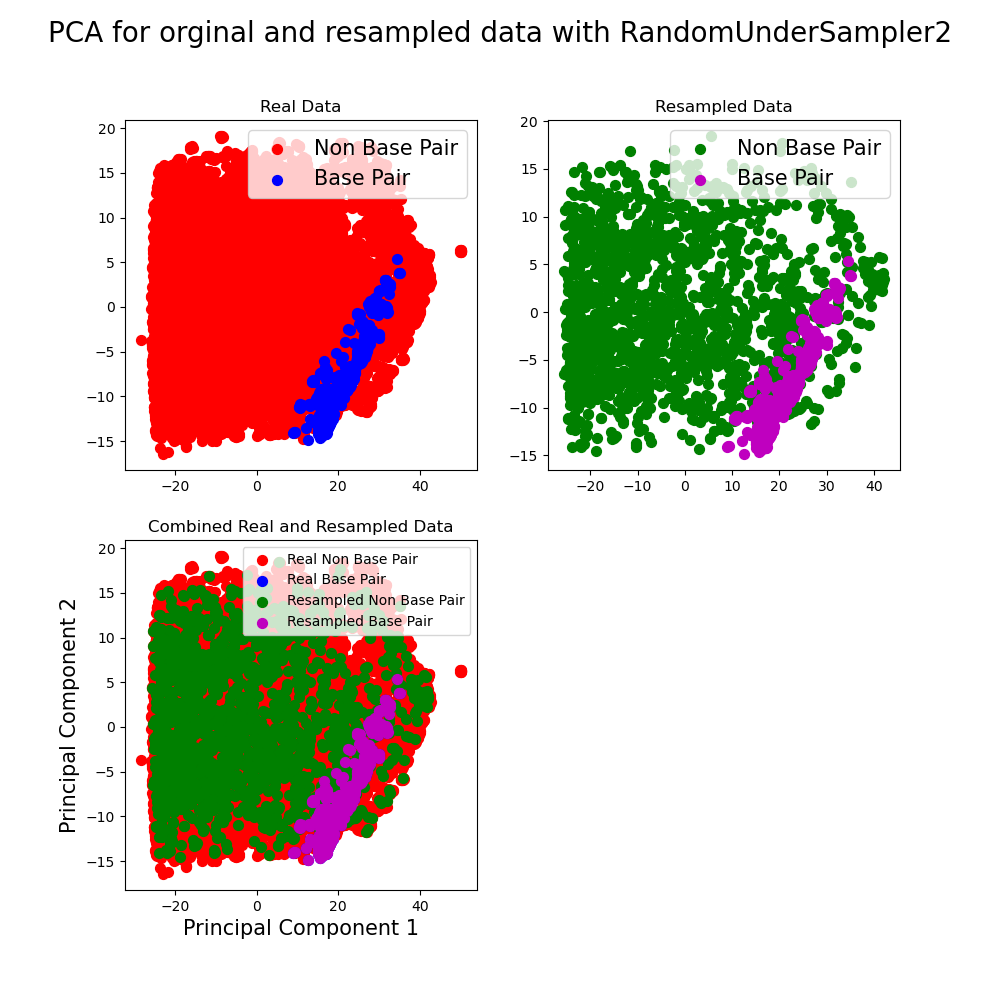 PCA for orginal and resampled data with RandomUnderSampler2
Real Data
Non Base Pair
Base Pair
20
15
10
5
0
−5
−10
−15
−20 0 20 40
Resampled Data
Non Base Pair
Base Pair
20
15
10
5
0
−5
−10
−15
−20 −10 0 10 20 30 40
Combined Real and Resampled Data
Real Non Base Pair
Real Base Pair
Resampled Non Base Pair
Resampled Base Pair
20
15
10
5
0
−5
−10
−15
−20 0 20 40
Principal Component 2
Principal Component 1